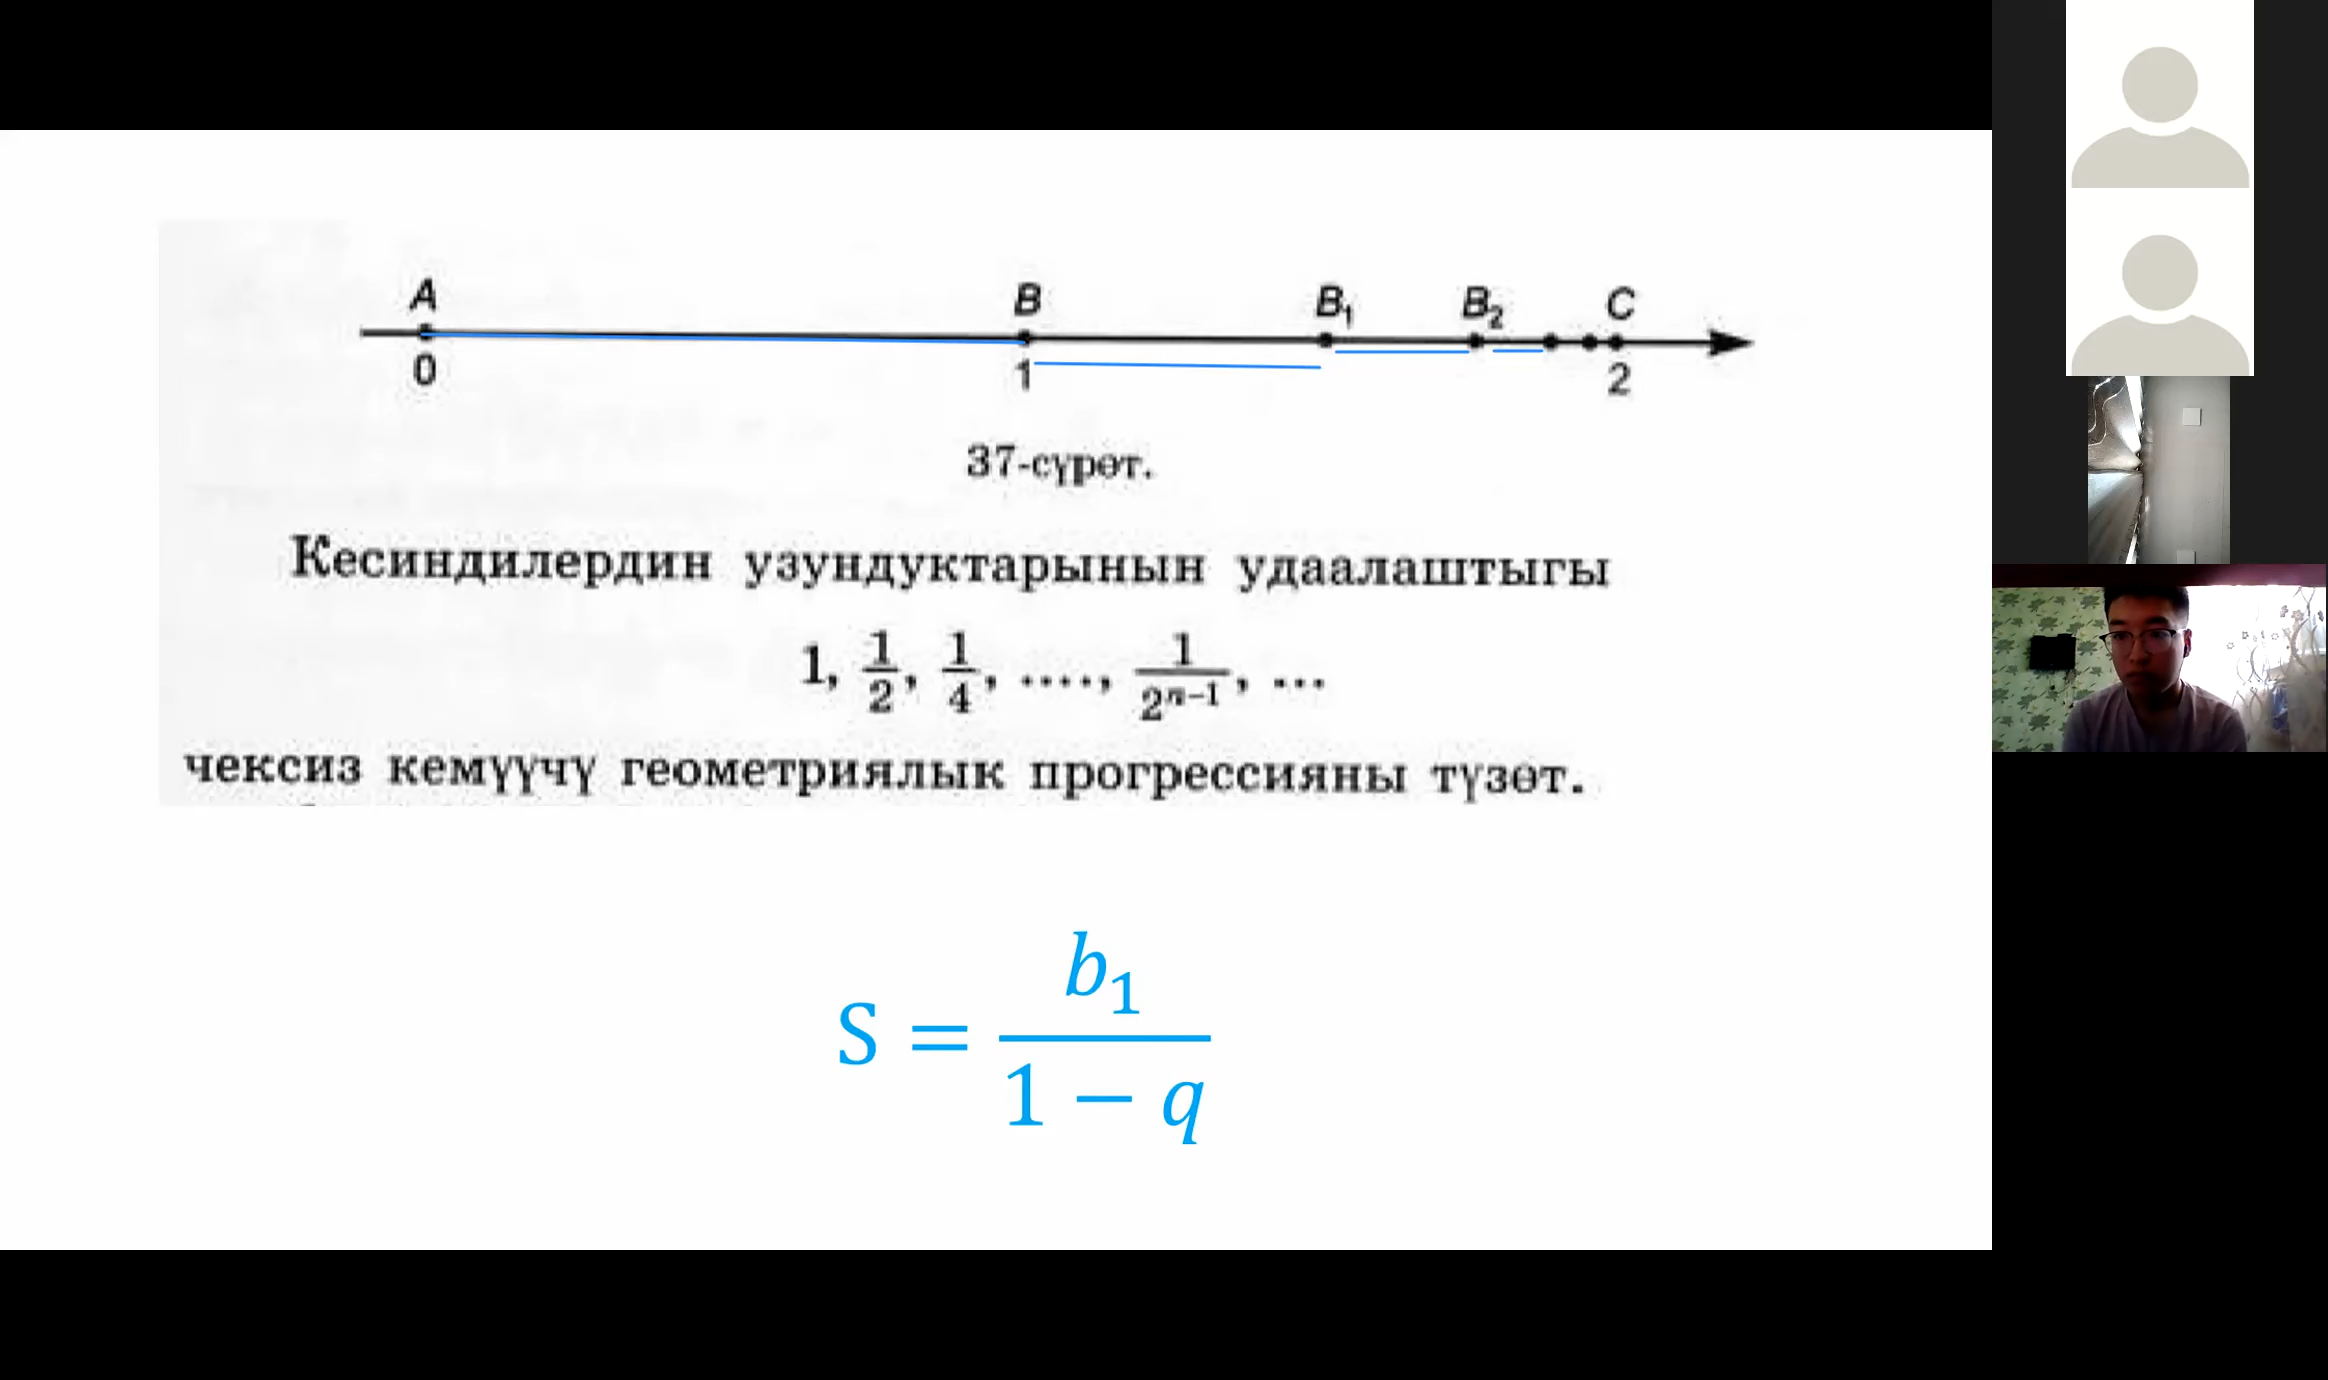 A B B₁ B₂ C
0 1 2
37-сүрөт.
Кесиндилердин узундуктарынын удаалаштыгы
1, 1/2, 1/4, ...., 1/2ⁿ⁻¹, ...
чексиз кемүүчү геометриялык прогрессияны түзөт.
S = b₁/(1 − q)